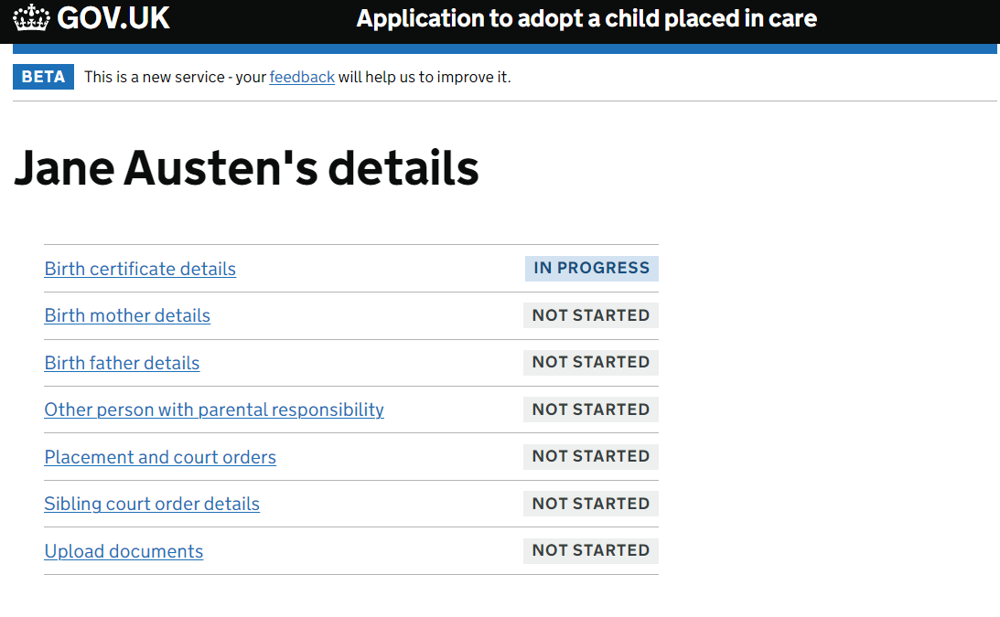 GOV.UK Application to adopt a child placed in care
BETA This is a new service - your feedback will help us to improve it.
Jane Austen's details
Birth certificate details IN PROGRESS
Birth mother details NOT STARTED
Birth father details NOT STARTED
Other person with parental responsibility NOT STARTED
Placement and court orders NOT STARTED
Sibling court order details NOT STARTED
Upload documents NOT STARTED